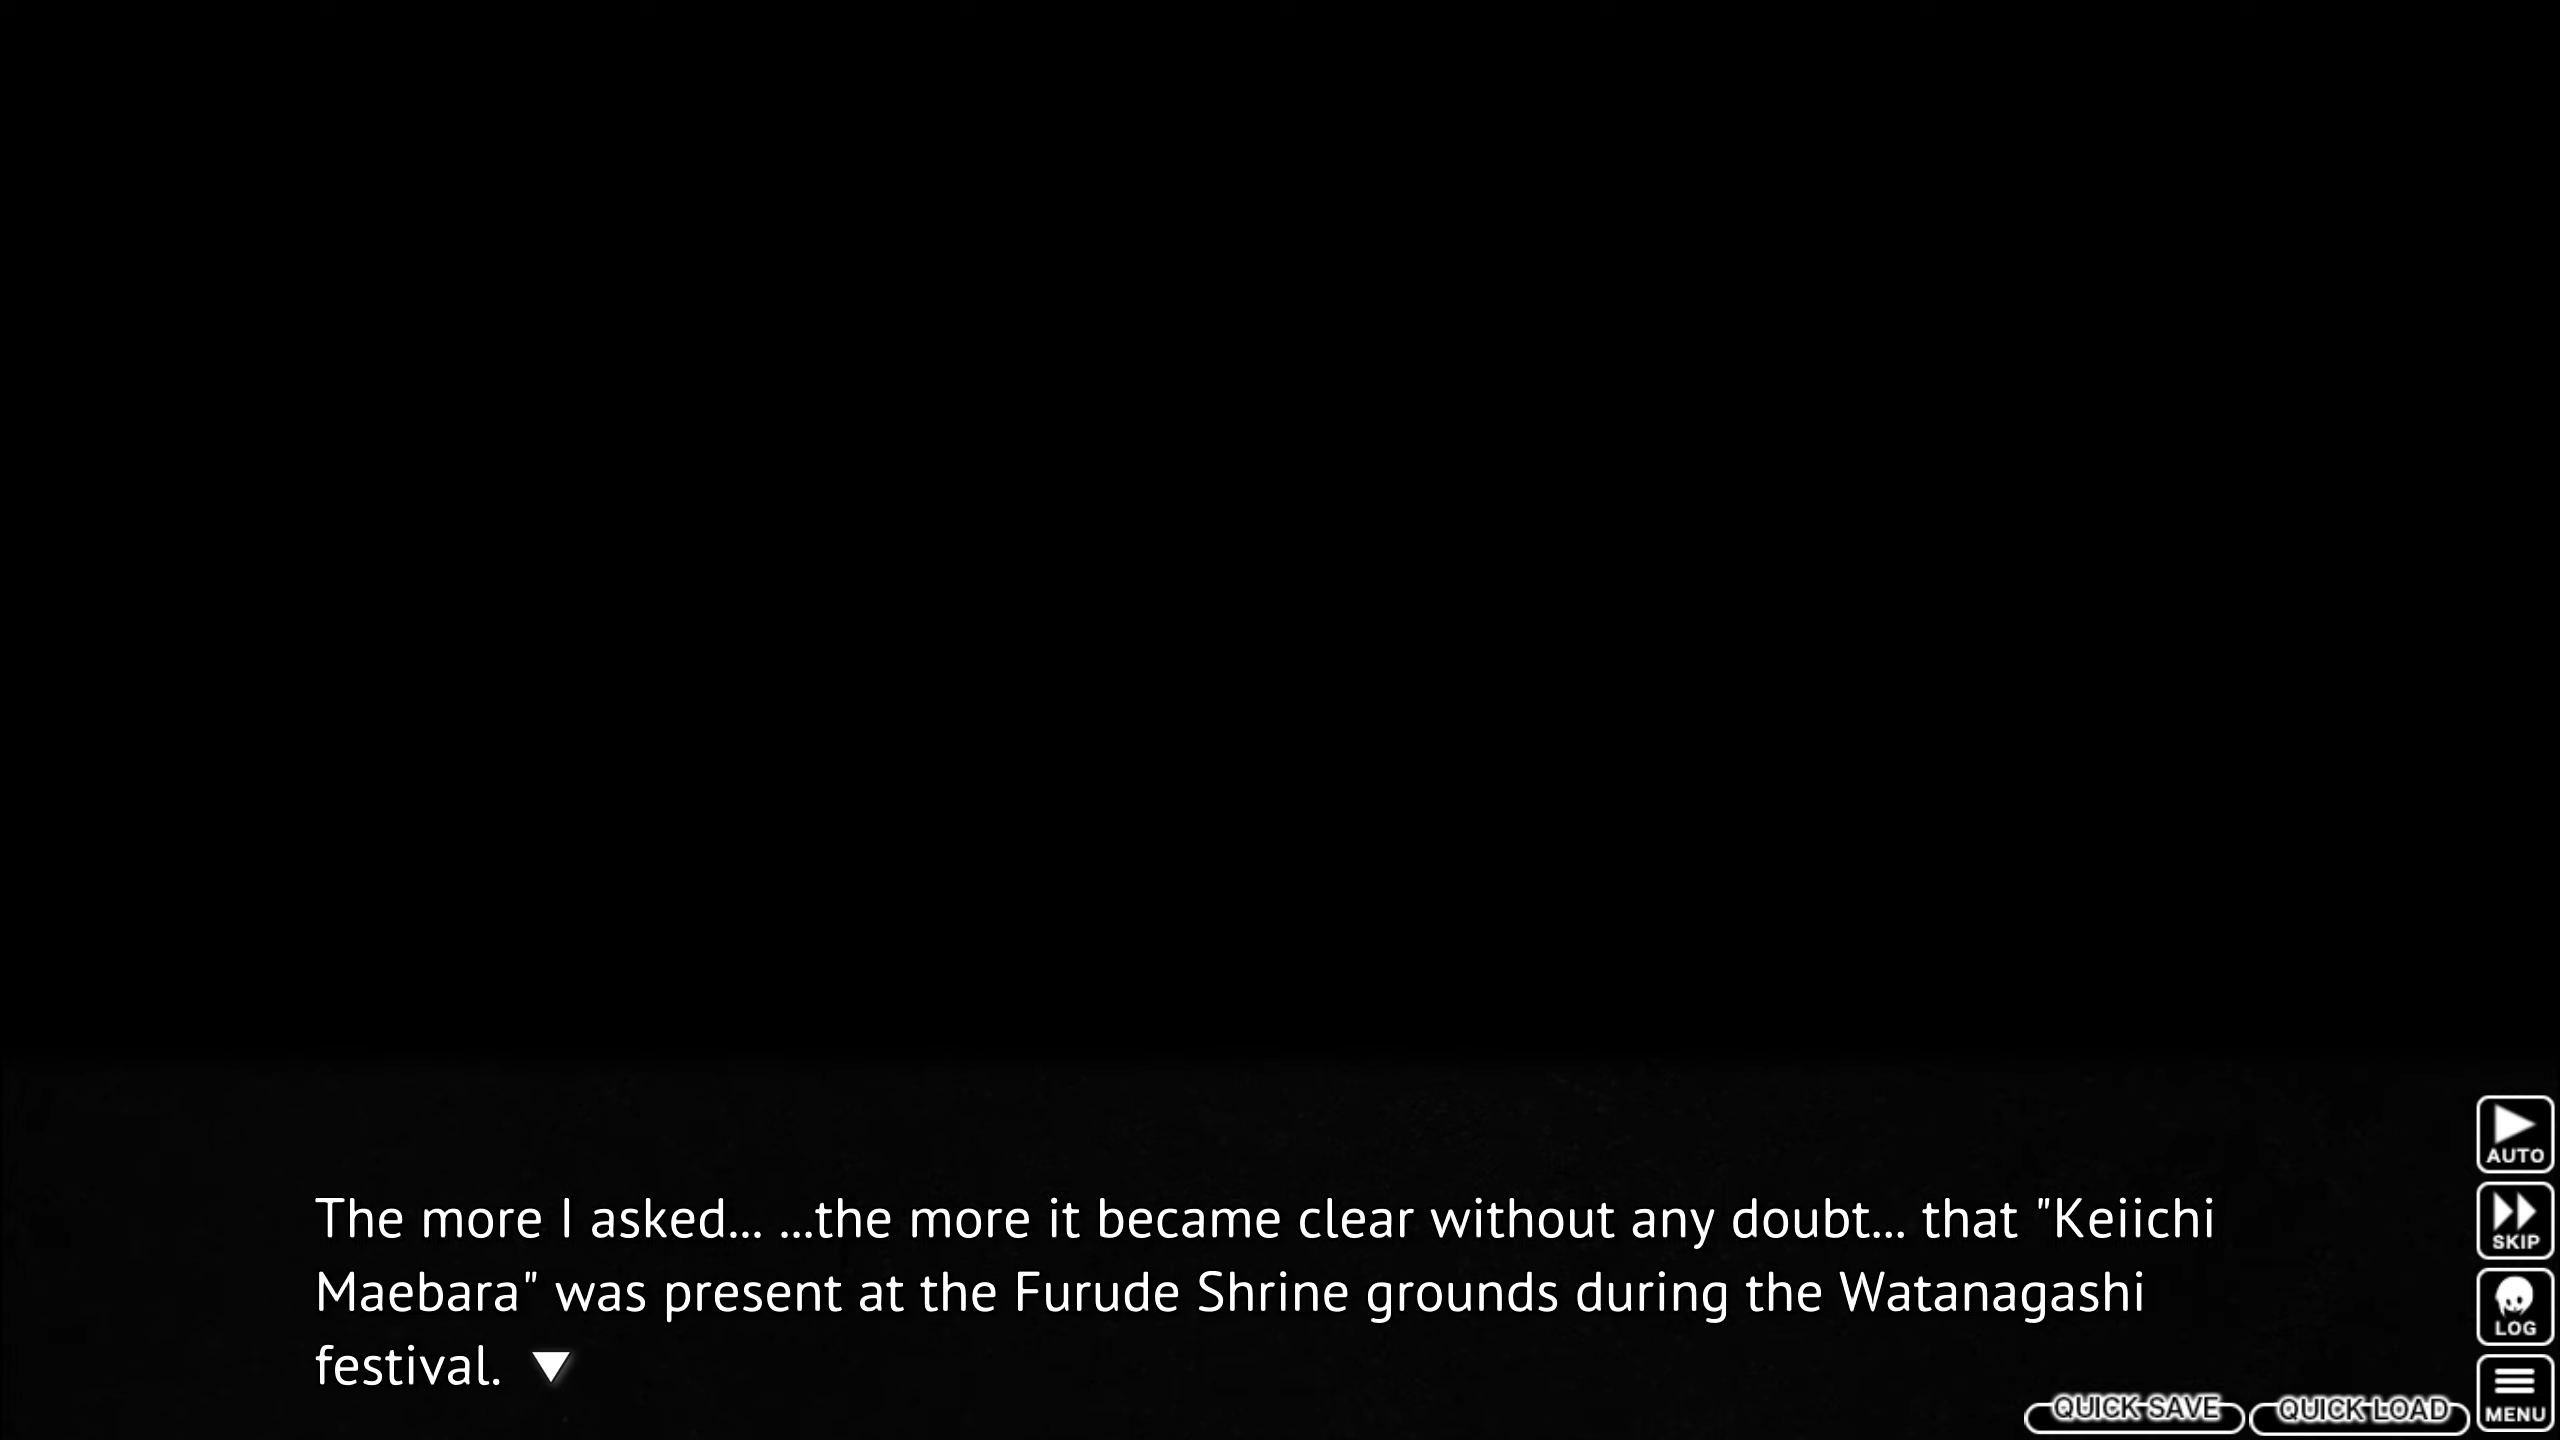 The more I asked... ...the more it became clear without any doubt... that "Keiichi
Maebara" was present at the Furude Shrine grounds during the Watanagashi
festival.
AUTO
SKIP
LOG
MENU
QUICK SAVE
QUICK LOAD